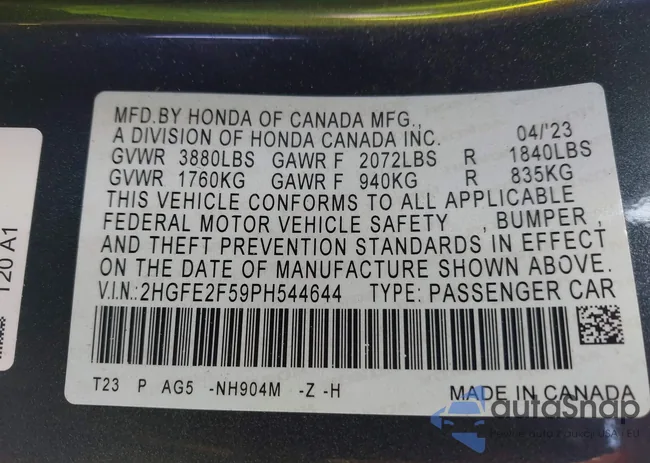 MFD.BY HONDA OF CANADA MFG.,
A DIVISION OF HONDA CANADA INC. 04/'23
GVWR 3880LBS GAWR F 2072LBS R 1840LBS
GVWR 1760KG GAWR F 940KG R 835KG
THIS VEHICLE CONFORMS TO ALL APPLICABLE
FEDERAL MOTOR VEHICLE SAFETY , BUMPER ,
AND THEFT PREVENTION STANDARDS IN EFFECT
ON THE DATE OF MANUFACTURE SHOWN ABOVE.
V.I.N.:2HGFE2F59PH544644 TYPE: PASSENGER CAR
T23 P AG5 -NH904M -Z -H MADE IN CANADA
T20 A1
autoSnap